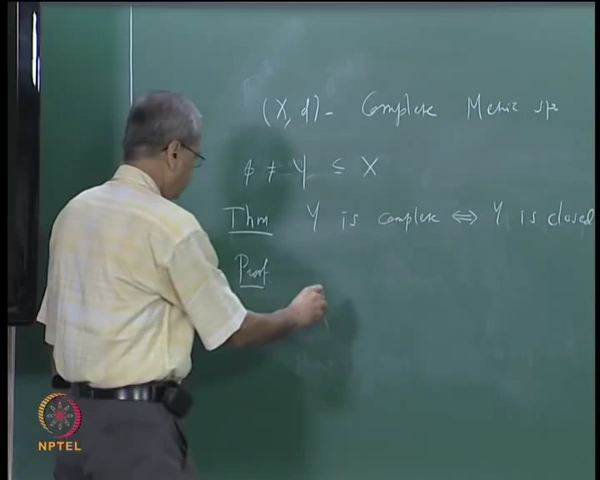 (X, d) - Complete Metric sp
φ ≠ Y ⊆ X
Thm Y is complete ⇔ Y is closed
Proof
NPTEL